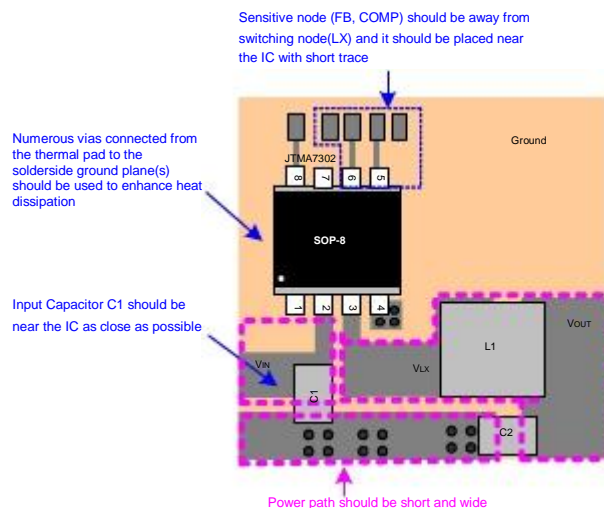 Sensitive node (FB, COMP) should be away from
switching node(LX) and it should be placed near
the IC with short trace
Numerous vias connected from
the thermal pad to the
solderside ground plane(s)
should be used to enhance heat
dissipation
Ground
JTMA7302
8
7
6
5
SOP-8
1
2
3
4
Input Capacitor C1 should be
near the IC as close as possible
VIN
C1
VLX
L1
VOUT
C2
Power path should be short and wide